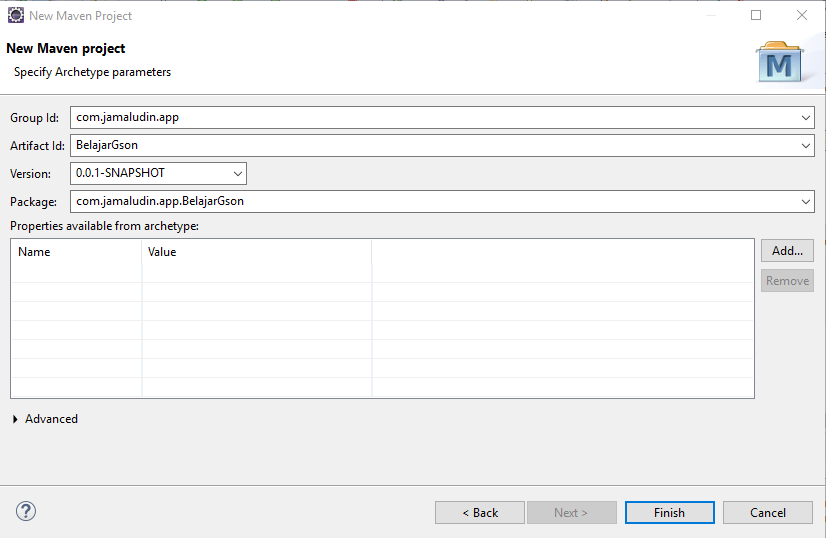 New Maven Project
New Maven project
Specify Archetype parameters
M
Group Id: com.jamaludin.app
Artifact Id: BelajarGson
Version: 0.0.1-SNAPSHOT
Package: com.jamaludin.app.BelajarGson
Properties available from archetype:
Name Value
Add...
Remove
Advanced
? < Back Next > Finish Cancel